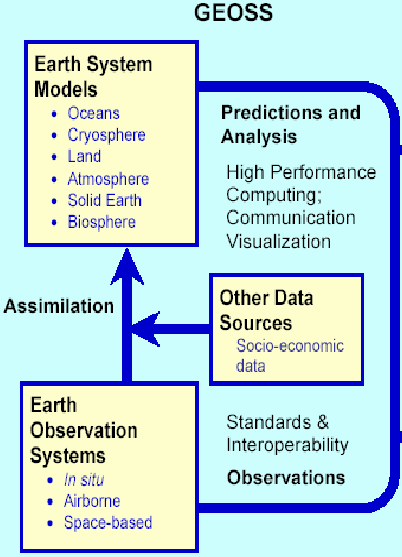 GEOSS
Earth System
Models
• Oceans
• Cryosphere
• Land
• Atmosphere
• Solid Earth
• Biosphere
Predictions and
Analysis
High Performance
Computing;
Communication
Visualization
Assimilation
Other Data
Sources
Socio-economic
data
Earth
Observation
Systems
• In situ
• Airborne
• Space-based
Standards &
Interoperability
Observations